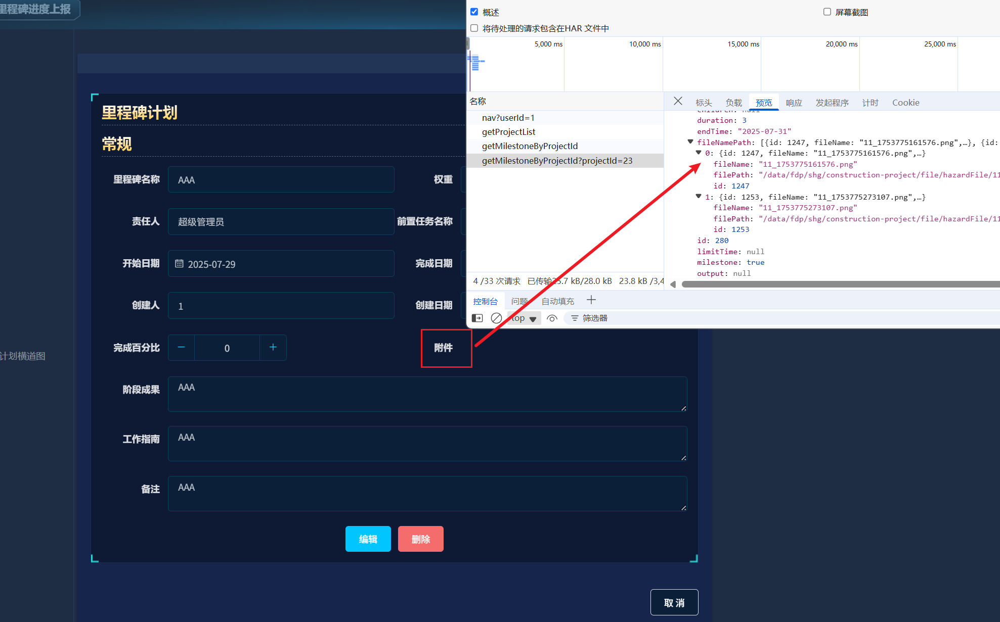 里程碑进度上报
计划横道图
里程碑计划
常规
里程碑名称
AAA
权重
责任人
超级管理员
前置任务名称
开始日期
2025-07-29
完成日期
创建人
1
创建日期
完成百分比
0
附件
阶段成果
AAA
工作指南
AAA
备注
AAA
编辑
删除
取消
概述
屏幕截图
将待处理的请求包含在HAR 文件中
5,000 ms
10,000 ms
15,000 ms
20,000 ms
25,000 ms
名称
nav?userId=1
getProjectList
getMilestoneByProjectId
getMilestoneByProjectId?projectId=23
4 /33 次请求
已传输25.7 kB/28.0 kB
23.8 kB /3,4
标头
负载
预览
响应
发起程序
计时
Cookie
children: null
duration: 3
endTime: "2025-07-31"
fileNamePath: [{id: 1247, fileName: "11_1753775161576.png",…}, {id:
0: {id: 1247, fileName: "11_1753775161576.png",…}
fileName: "11_1753775161576.png"
filePath: "/data/fdp/shg/construction-project/file/hazardFile/11
id: 1247
1: {id: 1253, fileName: "11_1753775273107.png",…}
fileName: "11_1753775273107.png"
filePath: "/data/fdp/shg/construction-project/file/hazardFile/11
id: 1253
id: 280
limitTime: null
milestone: true
output: null
控制台
问题
自动填充
top
筛选器